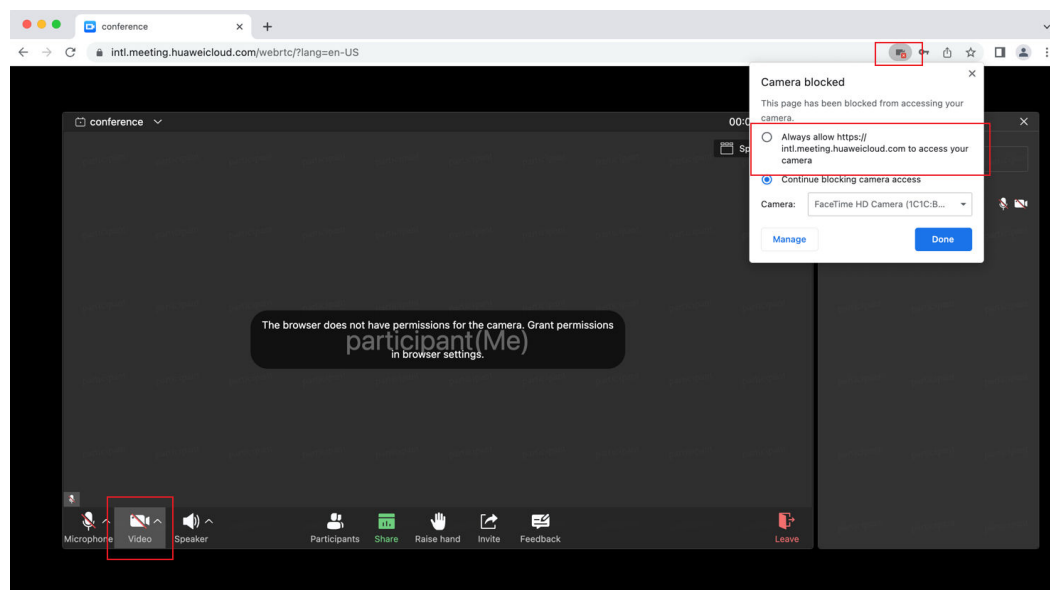 conference
intl.meeting.huaweicloud.com/webrtc/?lang=en-US
Camera blocked
This page has been blocked from accessing your
camera.
Always allow https://
intl.meeting.huaweicloud.com to access your
camera
Continue blocking camera access
Camera:
FaceTime HD Camera (1C1C:B...
Manage
Done
conference
00:0
Sp
The browser does not have permissions for the camera. Grant permissions
in browser settings.
participant(Me)
Microphone
Video
Speaker
Participants
Share
Raise hand
Invite
Feedback
Leave